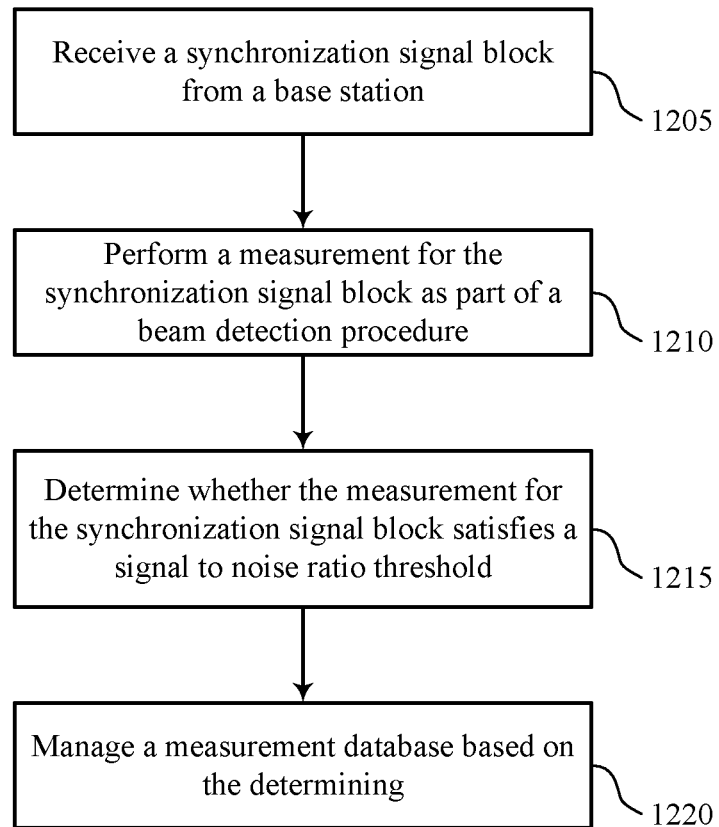 Receive a synchronization signal block
from a base station
1205
Perform a measurement for the
synchronization signal block as part of a
beam detection procedure
1210
Determine whether the measurement for
the synchronization signal block satisfies a
signal to noise ratio threshold
1215
Manage a measurement database based on
the determining
1220